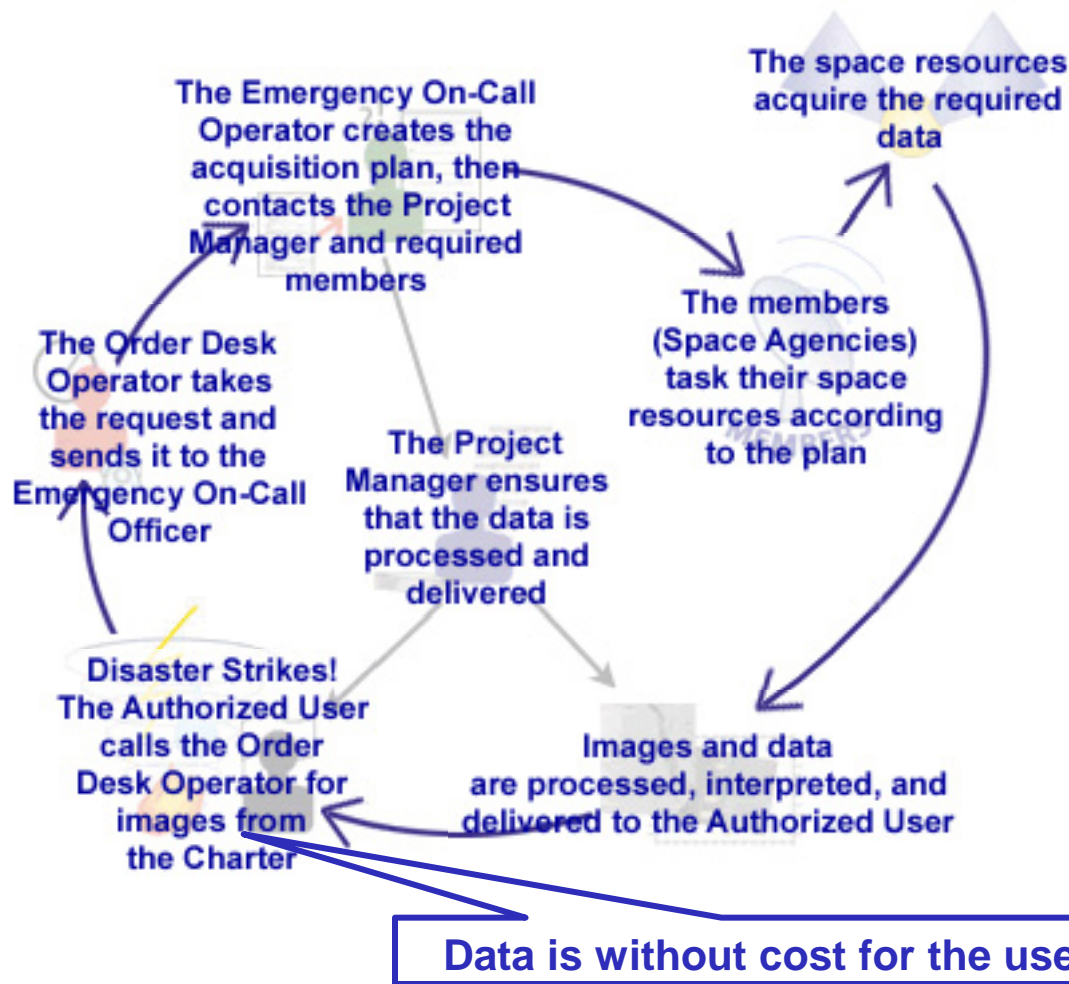 The Emergency On-Call
Operator creates the
acquisition plan, then
contacts the Project
Manager and required
members
The space resources
acquire the required
data
The members
(Space Agencies)
task their space
resources according
to the plan
MEMBERS
The Order Desk
Operator takes
the request and
sends it to the
Emergency On-Call
Officer
The Project
Manager ensures
that the data is
processed and
delivered
Disaster Strikes!
The Authorized User
calls the Order
Desk Operator for
images from
the Charter
Images and data
are processed, interpreted, and
delivered to the Authorized User
Data is without cost for the use